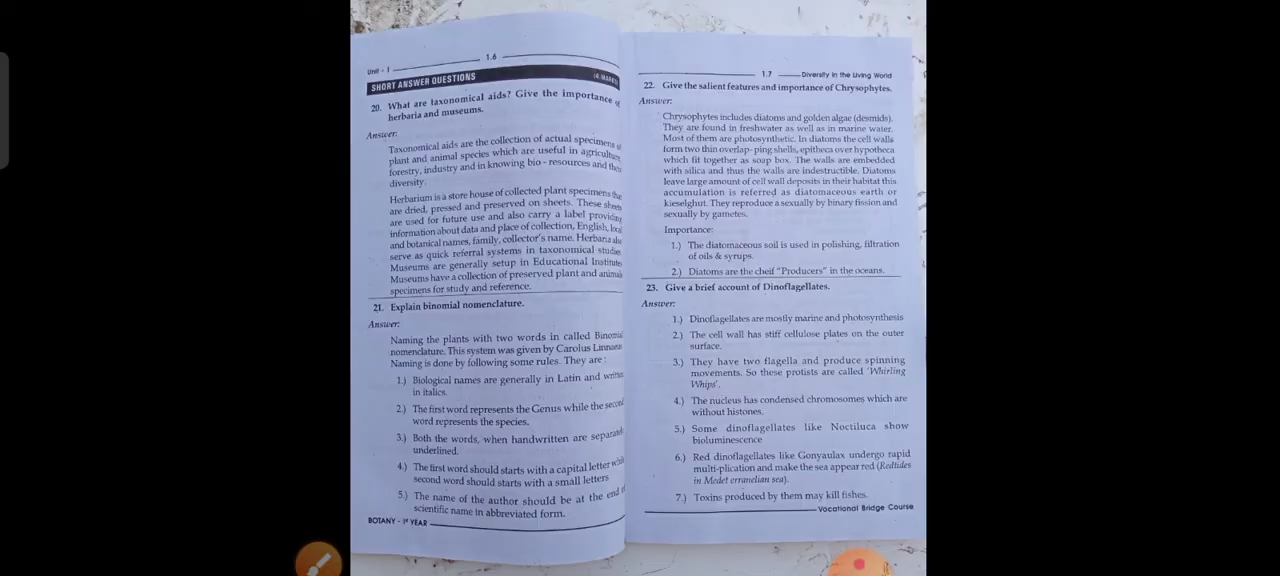 Unit - I
1.6
SHORT ANSWER QUESTIONS
(4 MARKS)
20. What are taxonomical aids? Give the importance of
herbaria and museums.
Answer:
Taxonomical aids are the collection of actual specimens of
plant and animal species which are useful in agriculture,
forestry, industry and in knowing bio - resources and their
diversity.
Herbarium is a store house of collected plant specimens that
are dried, pressed and preserved on sheets. These sheets
are used for future use and also carry a label providing
information about data and place of collection, English, local
and botanical names, family, collector's name. Herbaria also
serve as quick referral systems in taxonomical studies
Museums are generally setup in Educational Institutes
Museums have a collection of preserved plant and animals
specimens for study and reference.
21. Explain binomial nomenclature.
Answer:
Naming the plants with two words in called Binomial
nomenclature. This system was given by Carolus Linnaeus
Naming is done by following some rules. They are :
1.) Biological names are generally in Latin and written
in italics.
2.) The first word represents the Genus while the second
word represents the species.
3.) Both the words, when handwritten are separately
underlined.
4.) The first word should starts with a capital letter while
second word should starts with a small letters
5.) The name of the author should be at the end of
scientific name in abbreviated form.
BOTANY - Iˢᵗ YEAR
1.7
Diversity in the Living World
22. Give the salient features and importance of Chrysophytes.
Answer:
Chrysophytes includes diatoms and golden algae (desmids).
They are found in freshwater as well as in marine water.
Most of them are photosynthetic. In diatoms the cell walls
form two thin overlap- ping shells, epitheca over hypotheca
which fit together as soap box. The walls are embedded
with silica and thus the walls are indestructible. Diatoms
leave large amount of cell wall deposits in their habitat this
accumulation is referred as diatomaceous earth or
kieselghut. They reproduce a sexually by binary fission and
sexually by gametes.
Importance:
1.) The diatomaceous soil is used in polishing, filtration
of oils & syrups.
2.) Diatoms are the cheif "Producers" in the oceans.
23. Give a brief account of Dinoflagellates.
Answer:
1.) Dinoflagellates are mostly marine and photosynthesis
2.) The cell wall has stiff cellulose plates on the outer
surface.
3.) They have two flagella and produce spinning
movements. So these protists are called 'Whirling
Whips'.
4.) The nucleus has condensed chromosomes which are
without histones.
5.) Some dinoflagellates like Noctiluca show
bioluminescence
6.) Red dinoflagellates like Gonyaulax undergo rapid
multi-plication and make the sea appear red (Redtides
in Medet erranelian sea).
7.) Toxins produced by them may kill fishes.
Vocational Bridge Course